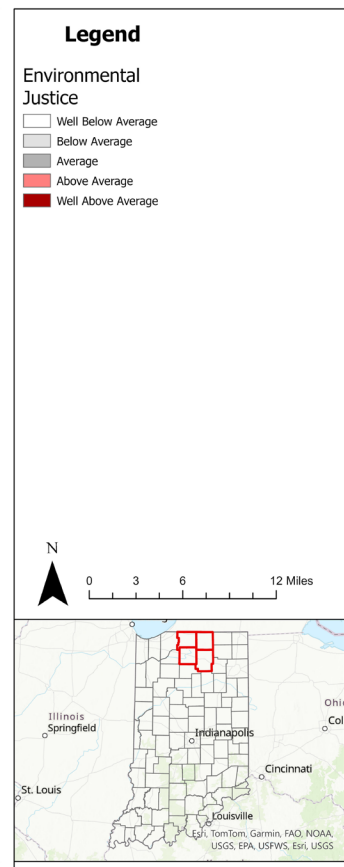 Legend
Environmental
Justice
Well Below Average
Below Average
Average
Above Average
Well Above Average
N
0 3 6 12 Miles
Illinois
Springfield
Indianapolis
Ohio
Col
Cincinnati
St. Louis
Louisville
Esri, TomTom, Garmin, FAO, NOAA,
USGS, EPA, USFWS, Esri, USGS